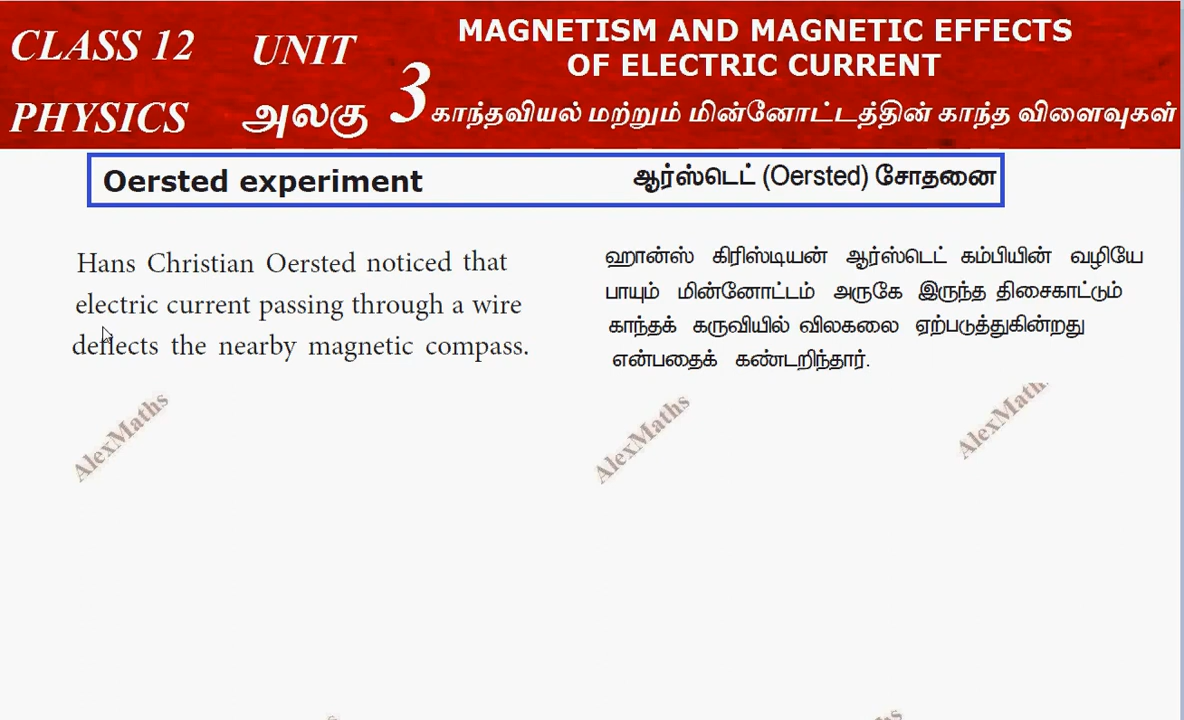 CLASS 12 UNIT 3 MAGNETISM AND MAGNETIC EFFECTS
OF ELECTRIC CURRENT
PHYSICS அலகு காந்தவியல் மற்றும் மின்னோட்டத்தின் காந்த விளைவுகள்
Oersted experiment
ஆர்ஸ்டெட் (Oersted) சோதனை
Hans Christian Oersted noticed that
electric current passing through a wire
deflects the nearby magnetic compass.
ஹான்ஸ் கிரிஸ்டியன் ஆர்ஸ்டெட் கம்பியின் வழியே
பாயும் மின்னோட்டம் அருகே இருந்த திசைகாட்டும்
காந்தக் கருவியில் விலகலை ஏற்படுத்துகின்றது
என்பதைக் கண்டறிந்தார்.
AlexMaths
AlexMaths
AlexMaths